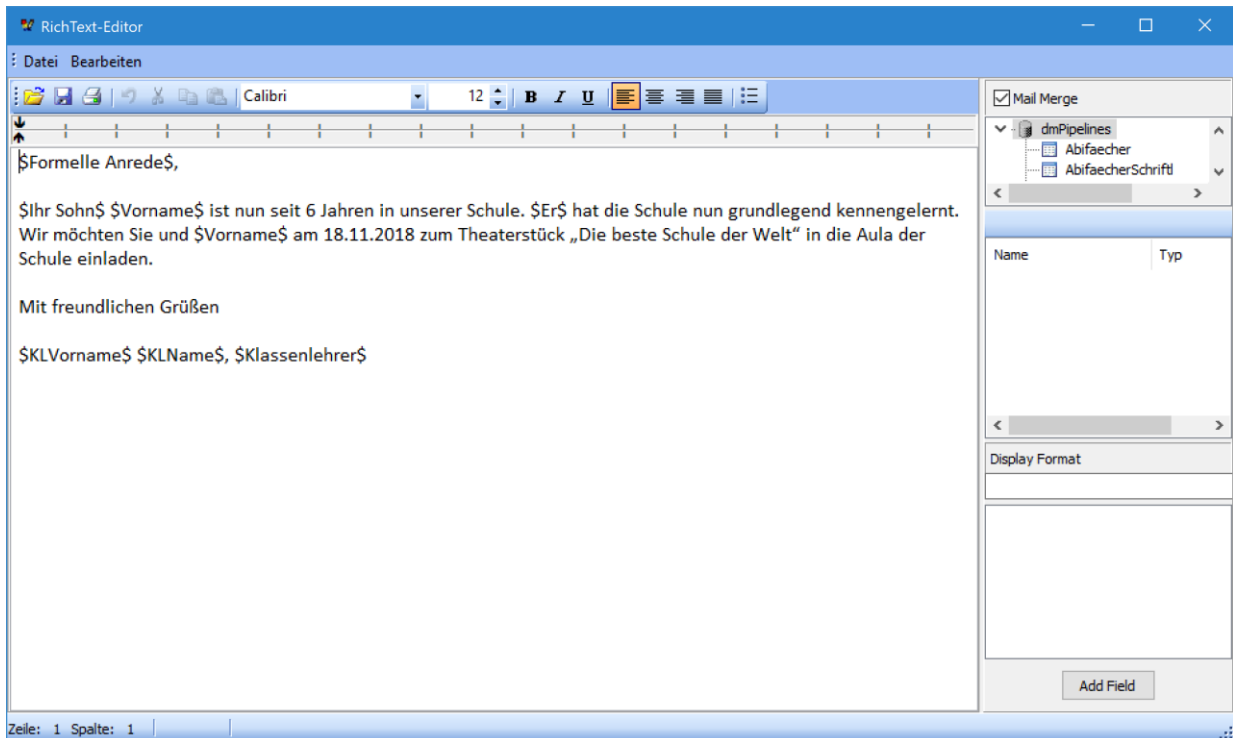 RichText-Editor
Datei Bearbeiten
Calibri 12 B I U
Mail Merge
dmPipelines
Abifaecher
AbifaecherSchriftl
$Formelle Anrede$,
$Ihr Sohn$ $Vorname$ ist nun seit 6 Jahren in unserer Schule. $Er$ hat die Schule nun grundlegend kennengelernt.
Wir möchten Sie und $Vorname$ am 18.11.2018 zum Theaterstück „Die beste Schule der Welt“ in die Aula der
Schule einladen.
Mit freundlichen Grüßen
$KLVorname$ $KLName$, $Klassenlehrer$
Name Typ
Display Format
Add Field
Zeile: 1 Spalte: 1